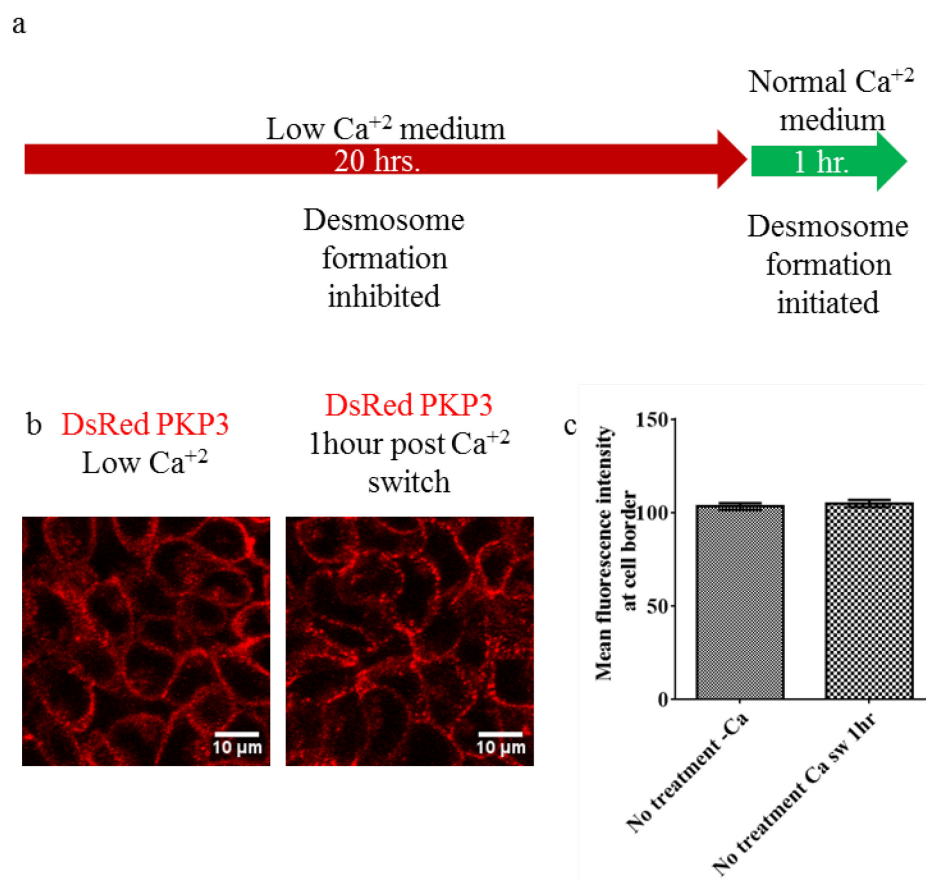 a
Low Ca⁺² medium
20 hrs.
Desmosome
formation
inhibited
Normal Ca⁺²
medium
1 hr.
Desmosome
formation
initiated
b
DsRed PKP3
Low Ca⁺²
DsRed PKP3
1hour post Ca⁺²
switch
10 µm
10 µm
c
Mean fluorescence intensity
at cell border
150
100
50
0
No treatment -Ca
No treatment Ca sw 1hr